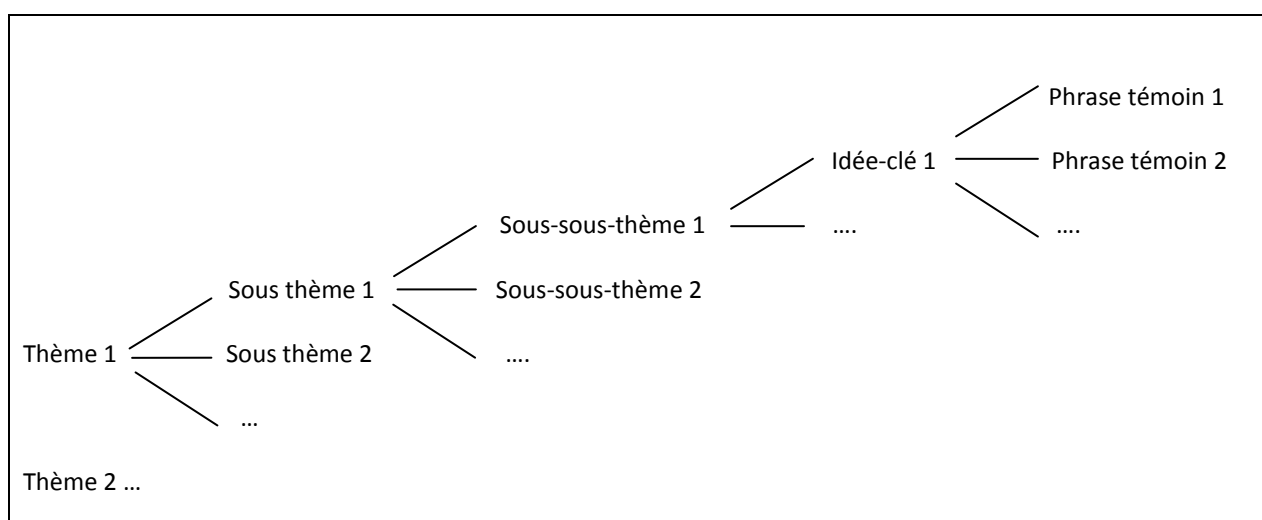 Phrase témoin 1
Idée-clé 1 Phrase témoin 2
Sous-sous-thème 1 …. ….
Sous thème 1 Sous-sous-thème 2
Thème 1 Sous thème 2 ….
…
Thème 2 …